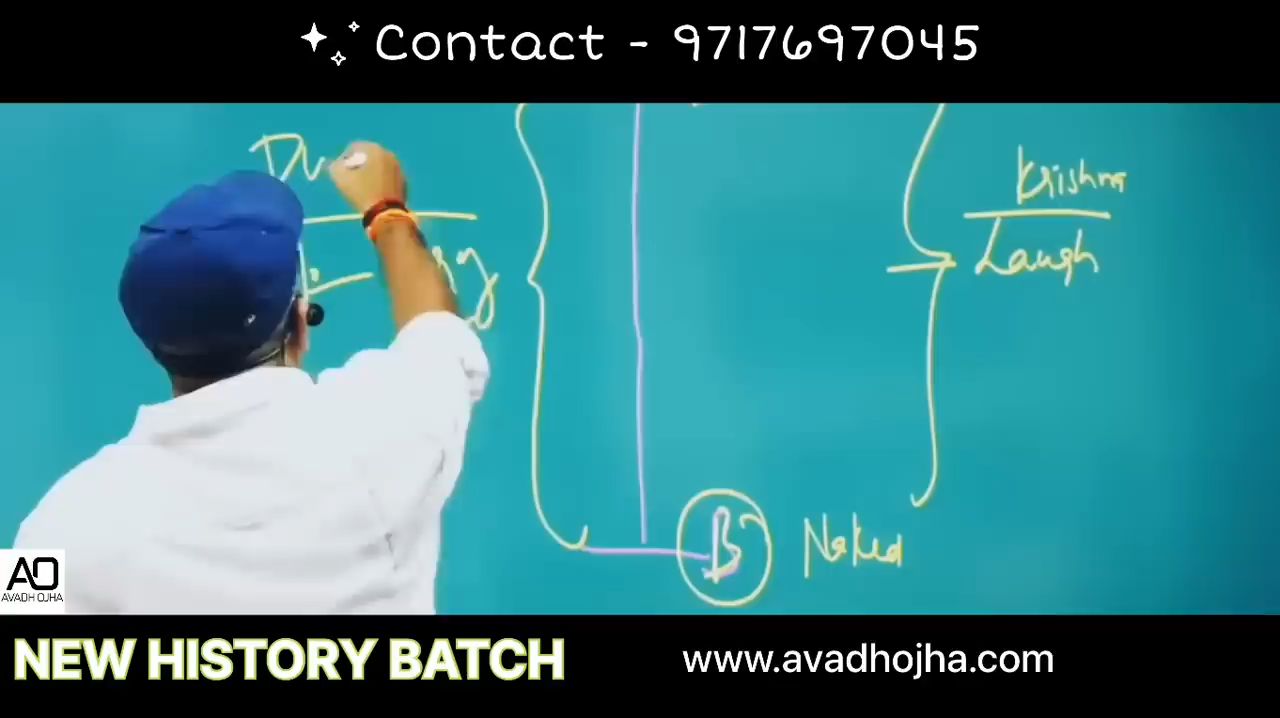 Contact - 9717697045
Krishna
Laugh
B
Naked
AO
AVADH OJHA
NEW HISTORY BATCH
www.avadhojha.com